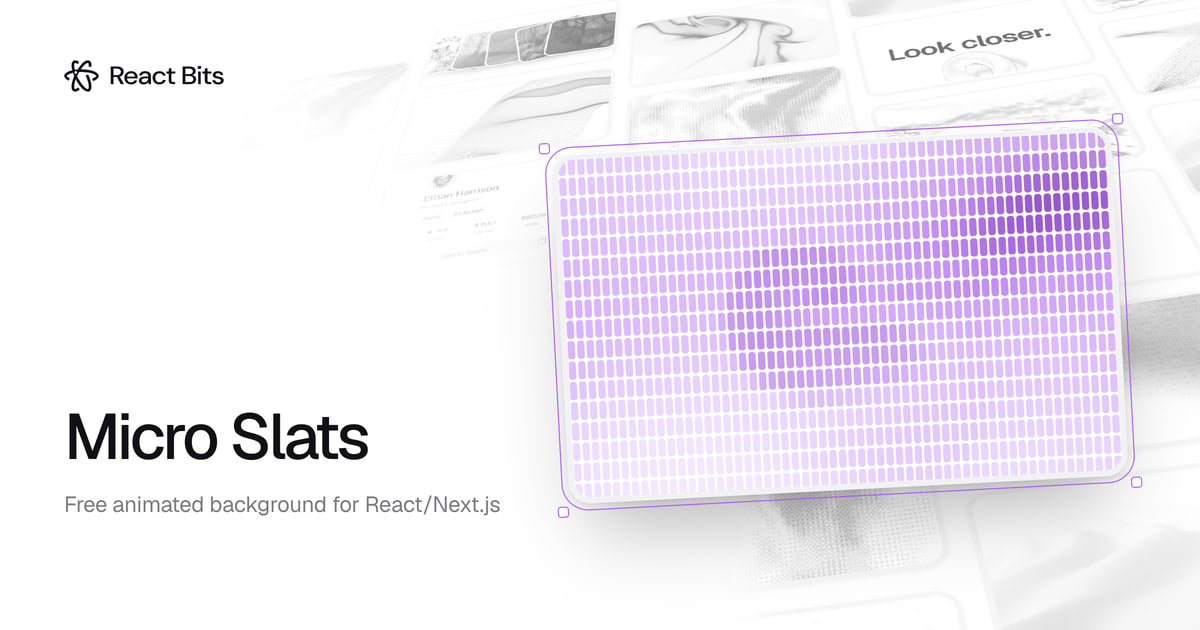 React Bits
Look closer.
Ethan Harrison
Micro Slats
Free animated background for React/Next.js